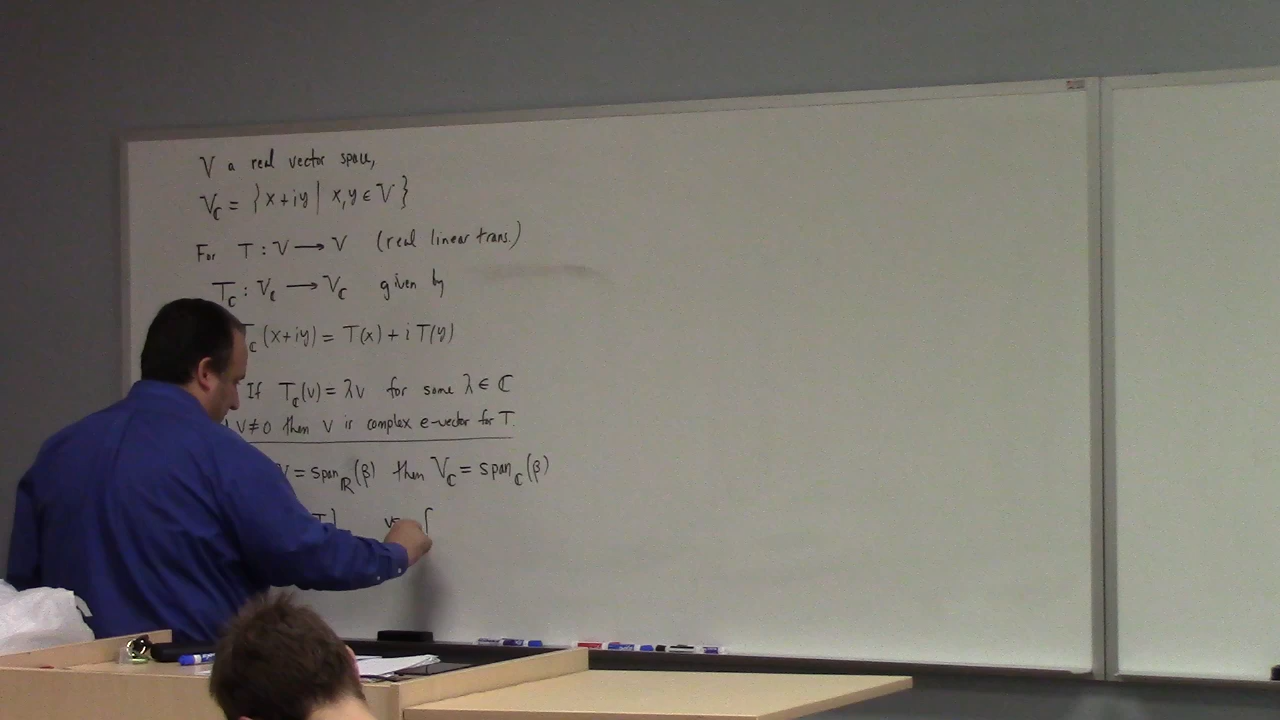 V a real vector space,
V_ℂ = { x+iy | x,y ∈ V }
For T : V → V (real linear trans.)
T_ℂ : V_ℂ → V_ℂ given by
T_ℂ (x+iy) = T(x) + i T(y)
If T_ℂ(v) = λv for some λ ∈ ℂ
v ≠ 0 then v is complex e-vector for T.
V = span_ℝ(β) then V_ℂ = span_ℂ(β)
T] vs. [